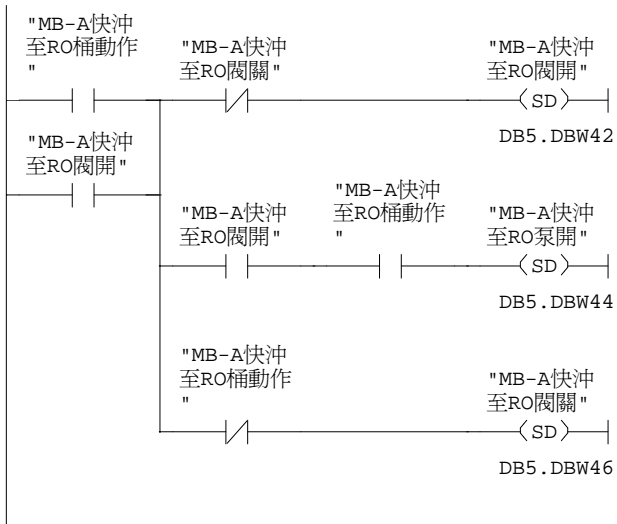 "MB-A快沖
至RO桶動作
"
"MB-A快沖
至RO閥關"
"MB-A快沖
至RO閥開"
SD
DB5.DBW42
"MB-A快沖
至RO閥開"
"MB-A快沖
至RO閥開"
"MB-A快沖
至RO桶動作
"
"MB-A快沖
至RO泵開"
SD
DB5.DBW44
"MB-A快沖
至RO桶動作
"
"MB-A快沖
至RO閥關"
SD
DB5.DBW46